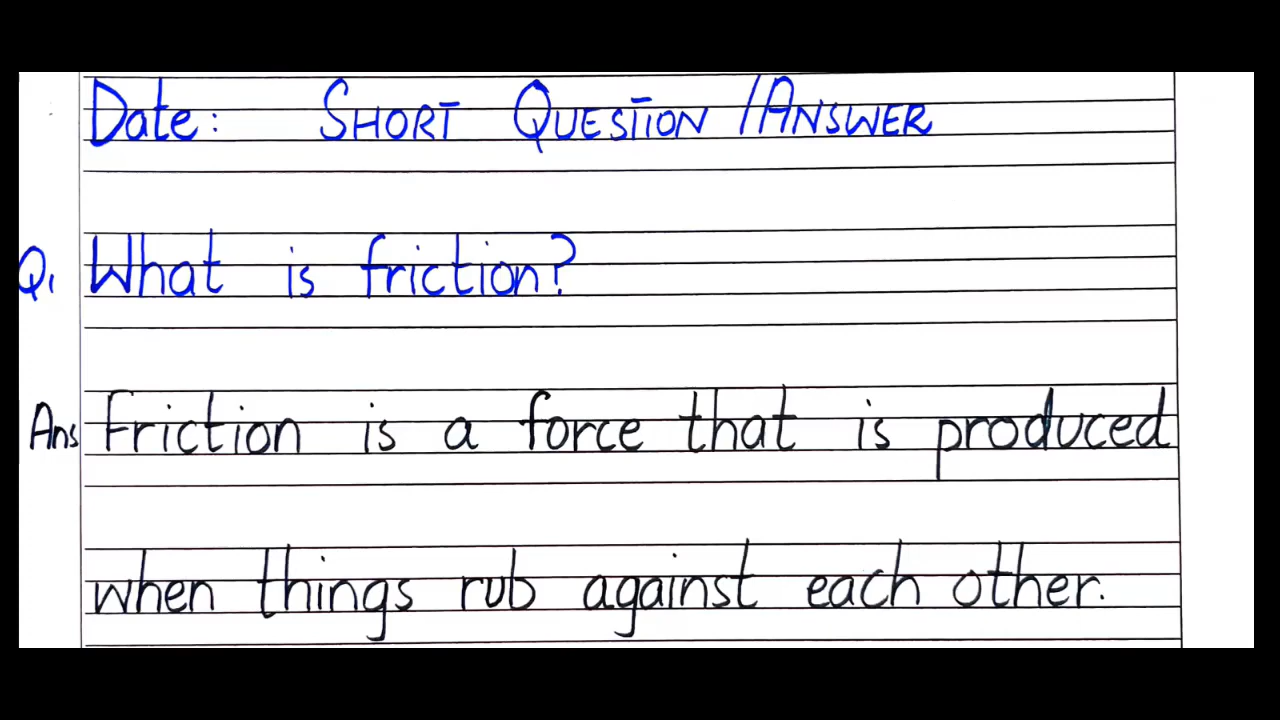 Date: SHORT QUESTION /ANSWER
Q1 What is friction?
Ans Friction is a force that is produced
when things rub against each other.